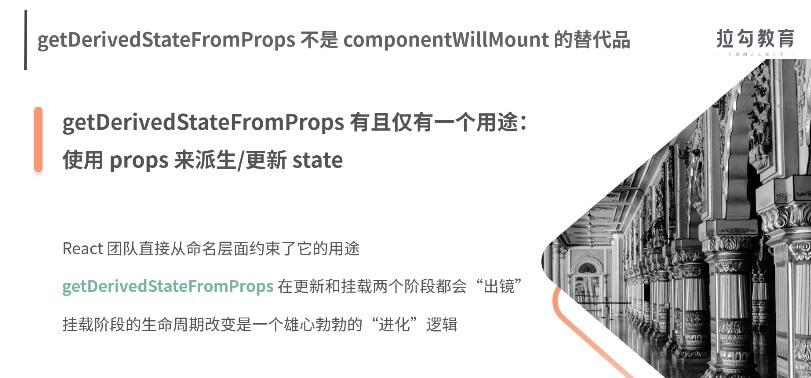 getDerivedStateFromProps 不是 componentWillMount 的替代品
拉勾教育
getDerivedStateFromProps 有且仅有一个用途：
使用 props 来派生/更新 state
React 团队直接从命名层面约束了它的用途
getDerivedStateFromProps 在更新和挂载两个阶段都会“出镜”
挂载阶段的生命周期改变是一个雄心勃勃的“进化”逻辑